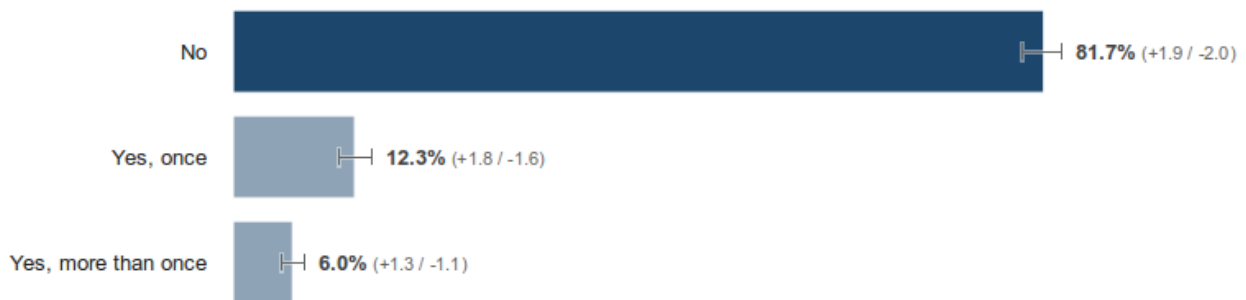 No 81.7% (+1.9 / -2.0)
Yes, once 12.3% (+1.8 / -1.6)
Yes, more than once 6.0% (+1.3 / -1.1)